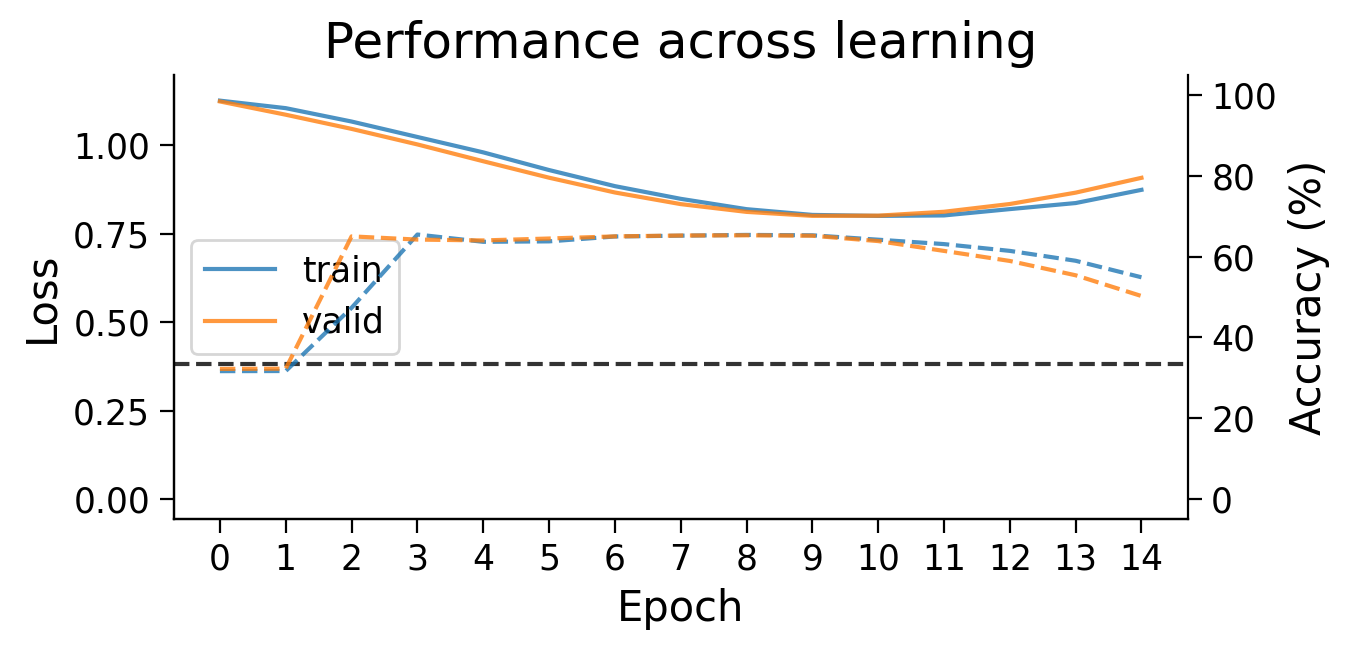 Performance across learning
Loss
1.00
0.75
0.50
0.25
0.00
train
valid
100
80
60
40
20
0
Accuracy (%)
0 1 2 3 4 5 6 7 8 9 10 11 12 13 14
Epoch